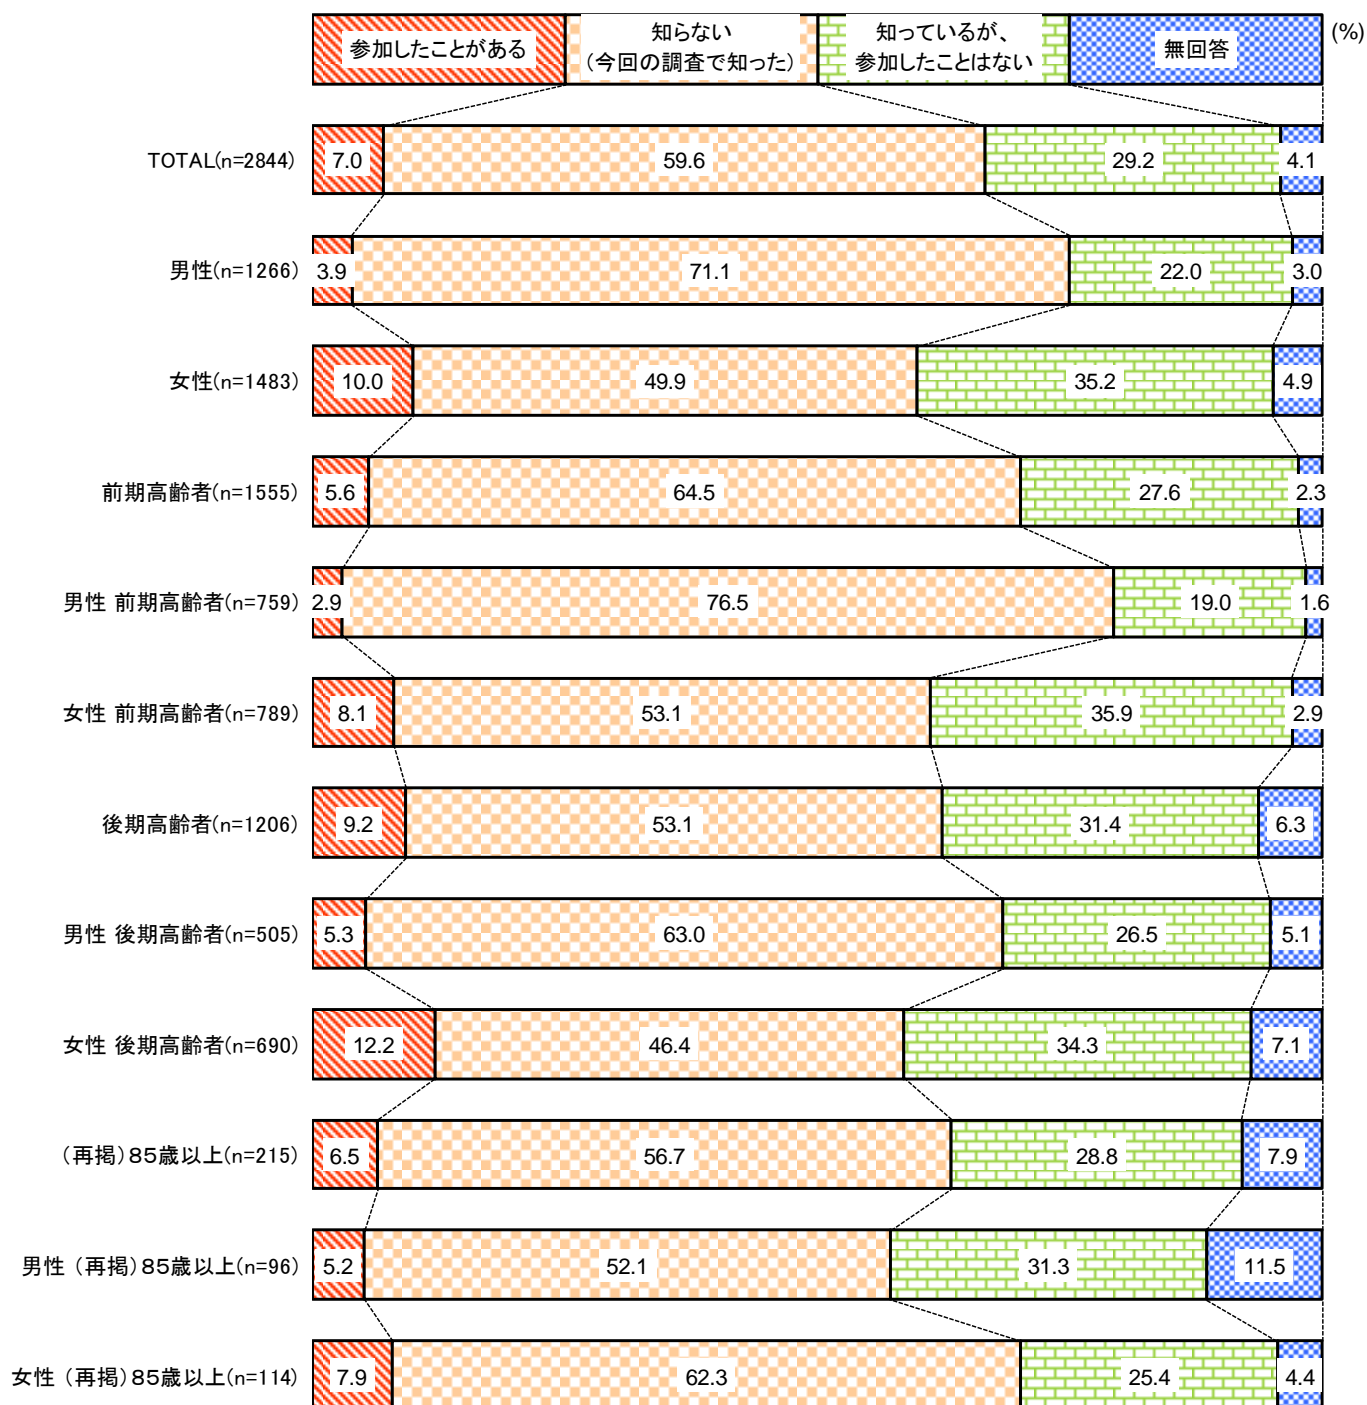 参加したことがある
知らない
(今回の調査で知った)
知っているが、
参加したことはない
無回答
(%)
TOTAL(n=2844) 7.0 59.6 29.2 4.1
男性(n=1266) 3.9 71.1 22.0 3.0
女性(n=1483) 10.0 49.9 35.2 4.9
前期高齢者(n=1555) 5.6 64.5 27.6 2.3
男性 前期高齢者(n=759) 2.9 76.5 19.0 1.6
女性 前期高齢者(n=789) 8.1 53.1 35.9 2.9
後期高齢者(n=1206) 9.2 53.1 31.4 6.3
男性 後期高齢者(n=505) 5.3 63.0 26.5 5.1
女性 後期高齢者(n=690) 12.2 46.4 34.3 7.1
(再掲)85歳以上(n=215) 6.5 56.7 28.8 7.9
男性 (再掲)85歳以上(n=96) 5.2 52.1 31.3 11.5
女性 (再掲)85歳以上(n=114) 7.9 62.3 25.4 4.4